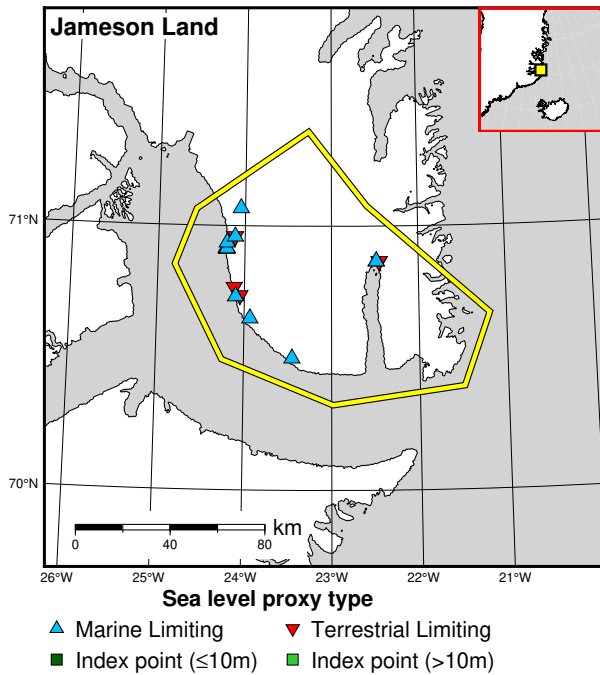 Jameson Land
71°N
70°N
km
0 40 80
26°W 25°W 24°W 23°W 22°W 21°W
Sea level proxy type
Marine Limiting Terrestrial Limiting
Index point (≤10m) Index point (>10m)